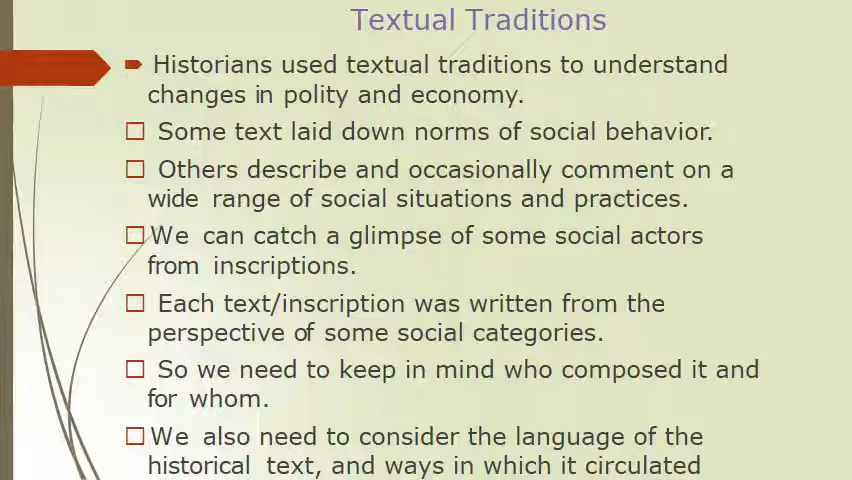 Textual Traditions
Historians used textual traditions to understand
changes in polity and economy.
Some text laid down norms of social behavior.
Others describe and occasionally comment on a
wide range of social situations and practices.
We can catch a glimpse of some social actors
from inscriptions.
Each text/inscription was written from the
perspective of some social categories.
So we need to keep in mind who composed it and
for whom.
We also need to consider the language of the
historical text, and ways in which it circulated